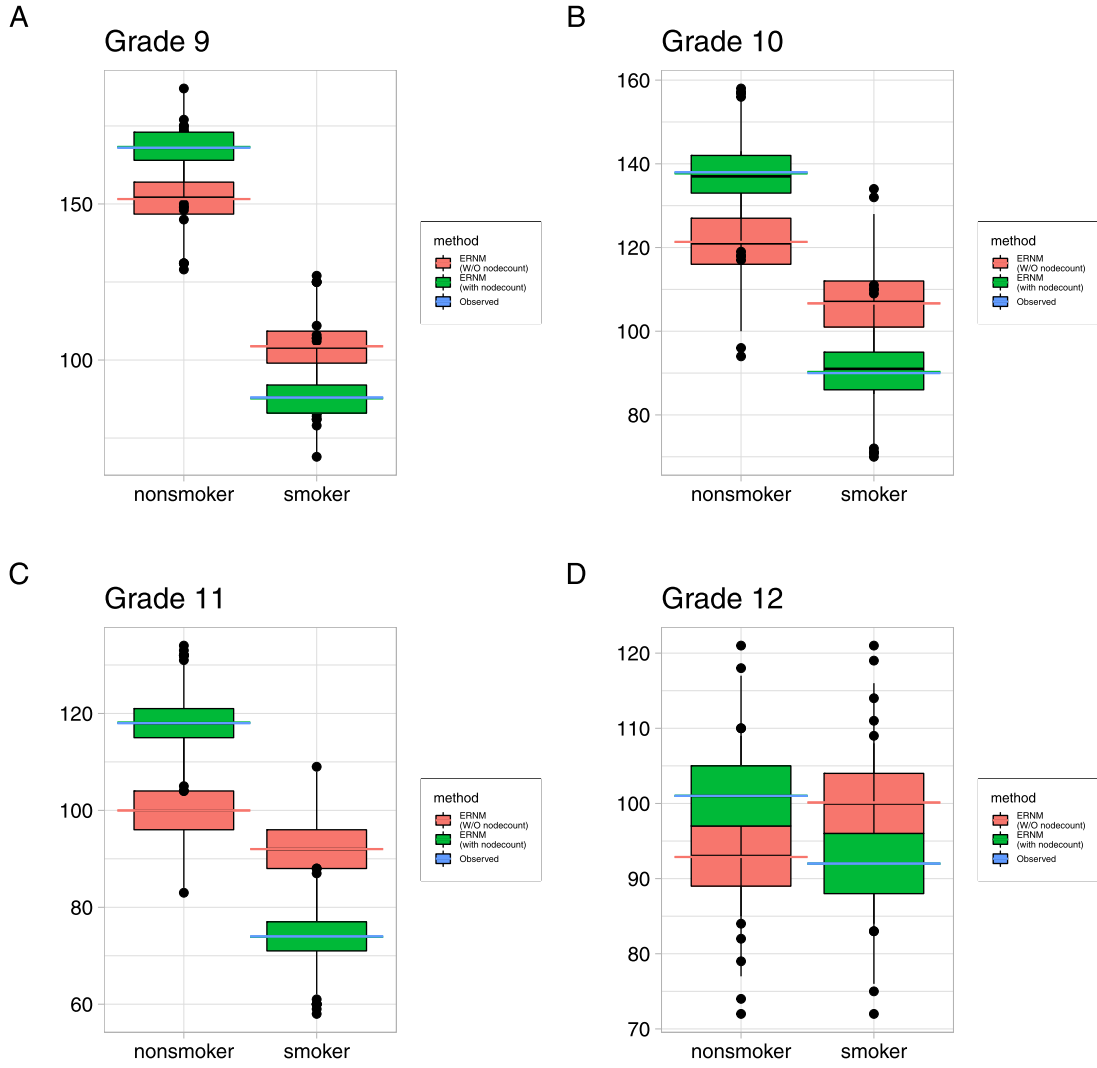 A
Grade 9
150
100
nonsmoker
smoker
method
ERNM
(W/O nodecount)
ERNM
(with nodecount)
Observed
B
Grade 10
160
140
120
100
80
nonsmoker
smoker
method
ERNM
(W/O nodecount)
ERNM
(with nodecount)
Observed
C
Grade 11
120
100
80
60
nonsmoker
smoker
method
ERNM
(W/O nodecount)
ERNM
(with nodecount)
Observed
D
Grade 12
120
110
100
90
80
70
nonsmoker
smoker
method
ERNM
(W/O nodecount)
ERNM
(with nodecount)
Observed